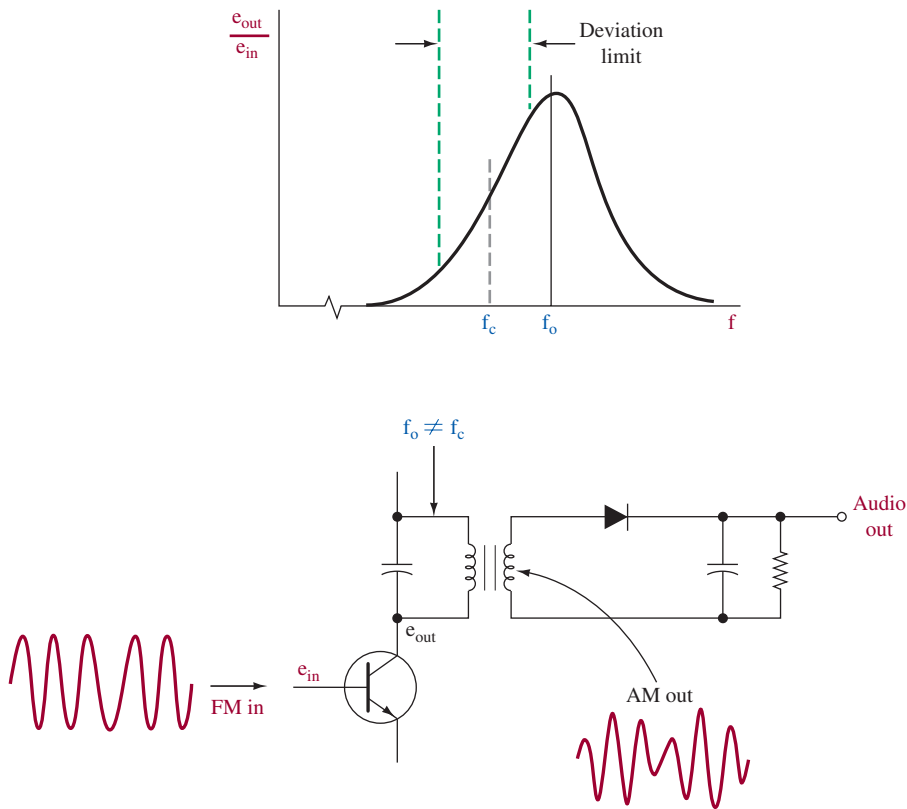 e_out
e_in
Deviation
limit
f_c
f_o
f
f_o ≠ f_c
Audio
out
e_out
e_in
FM in
AM out